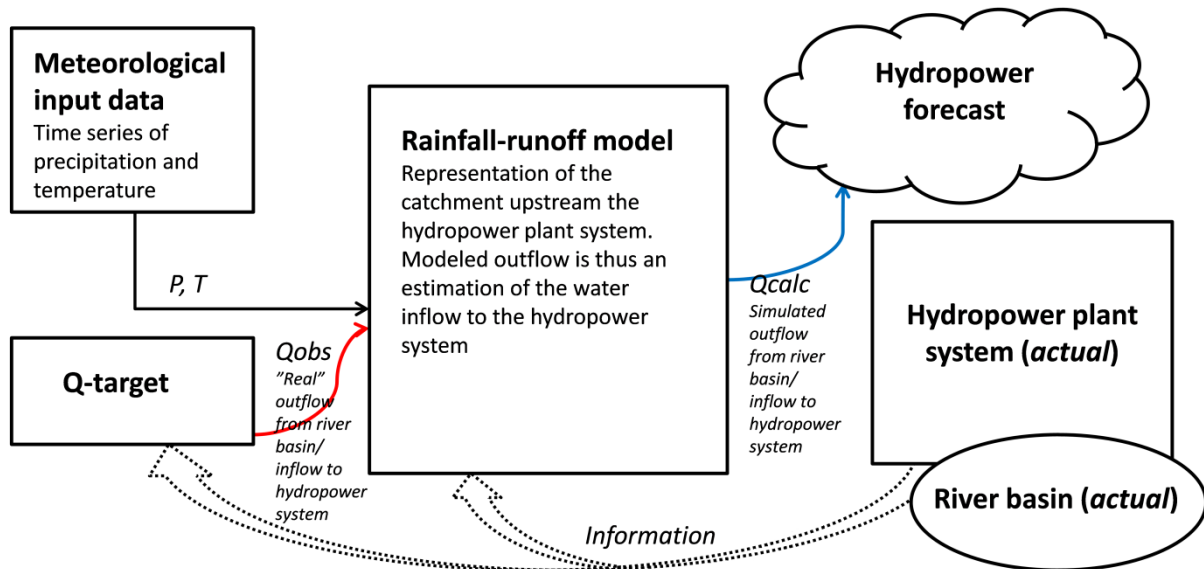 Meteorological
input data
Time series of
precipitation and
temperature
P, T
Q-target
Qobs
”Real”
outflow
from river
basin/
inflow to
hydropower
system
Rainfall-runoff model
Representation of the
catchment upstream the
hydropower plant system.
Modeled outflow is thus an
estimation of the water
inflow to the hydropower
system
Qcalc
Simulated
outflow
from river
basin/
inflow to
hydropower
system
Hydropower
forecast
Hydropower plant
system (actual)
River basin (actual)
Information